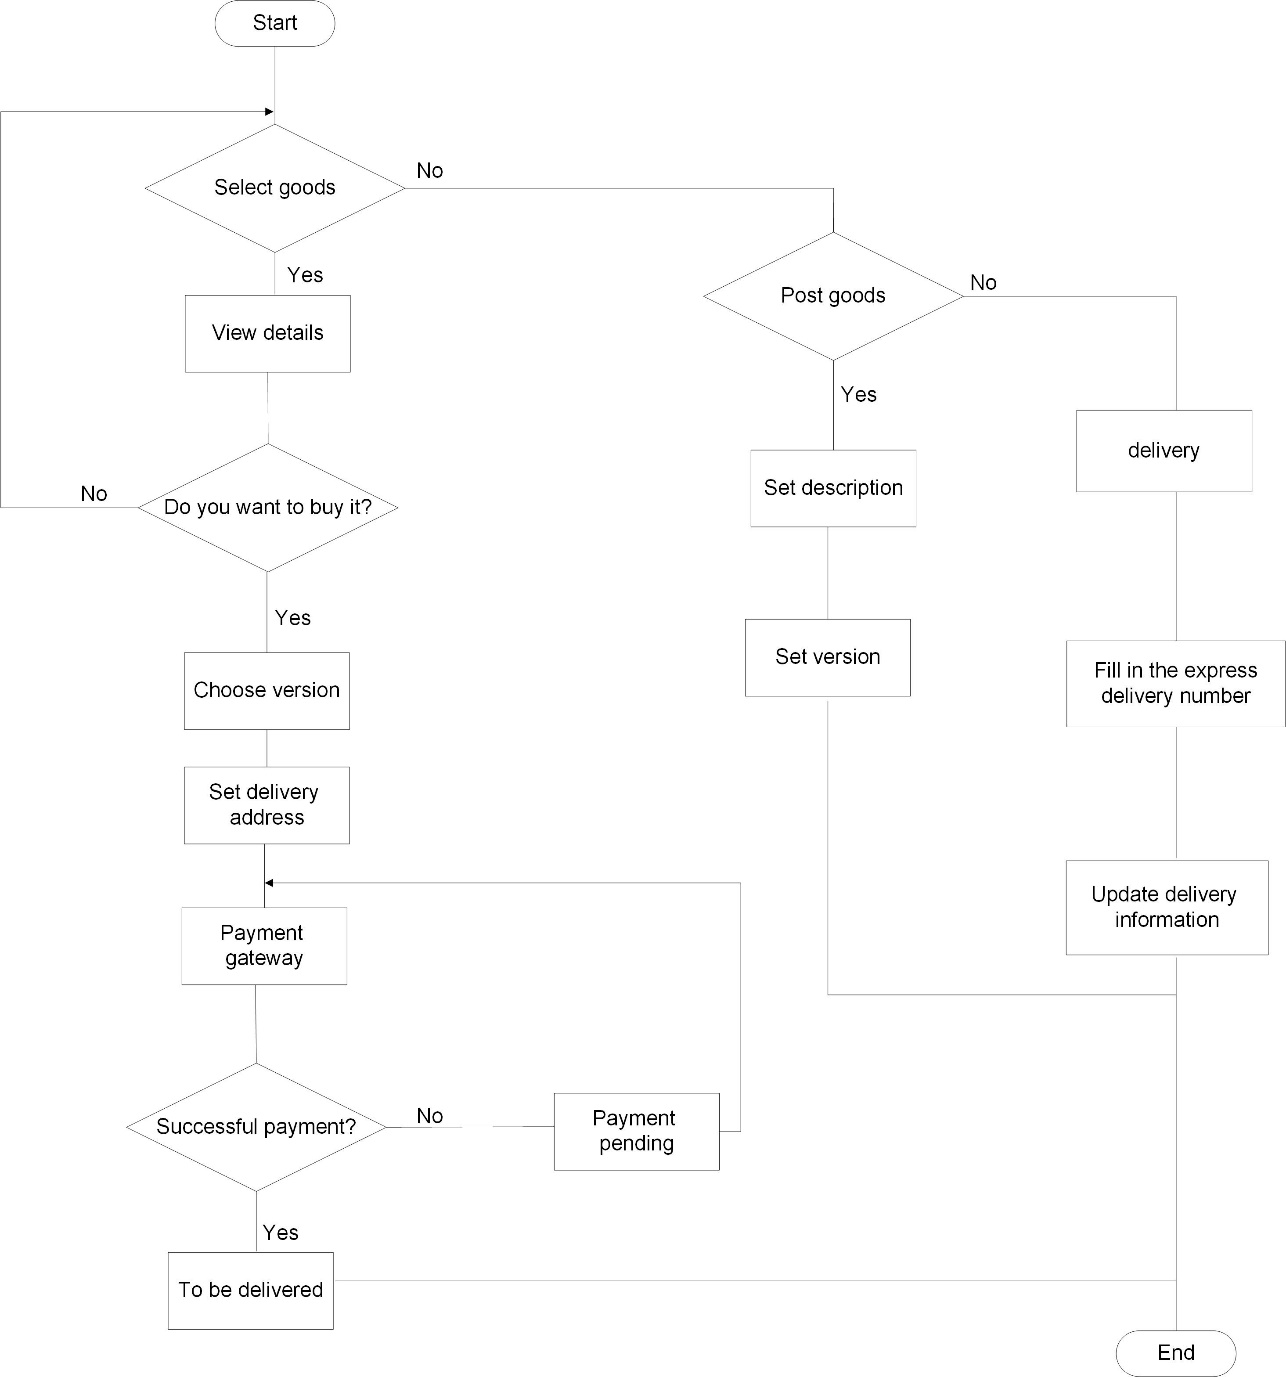 Start
Select goods
No
Yes
View details
Do you want to buy it?
No
Yes
Choose version
Set delivery
address
Payment
gateway
Successful payment?
No
Payment
pending
Yes
To be delivered
Post goods
No
Yes
Set description
Set version
delivery
Fill in the express
delivery number
Update delivery
information
End